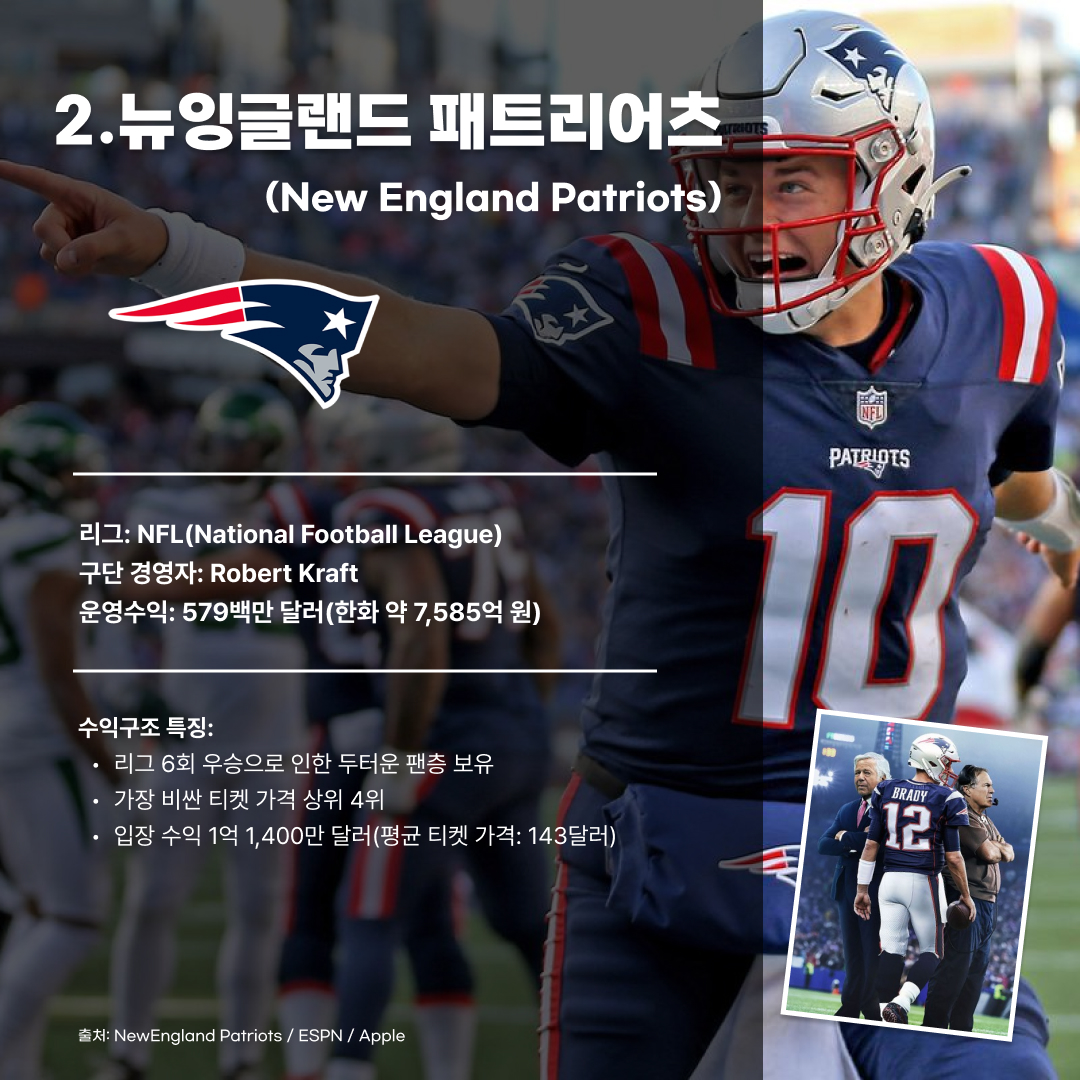 2.뉴잉글랜드 패트리어츠
(New England Patriots)
리그: NFL(National Football League)
구단 경영자: Robert Kraft
운영수익: 579백만 달러(한화 약 7,585억 원)
수익구조 특징:
• 리그 6회 우승으로 인한 두터운 팬층 보유
• 가장 비싼 티켓 가격 상위 4위
• 입장 수익 1억 1,400만 달러(평균 티켓 가격: 143달러)
출처: NewEngland Patriots / ESPN / Apple
PATRIOTS
NFL
PATRIOTS
10
BRADY
12